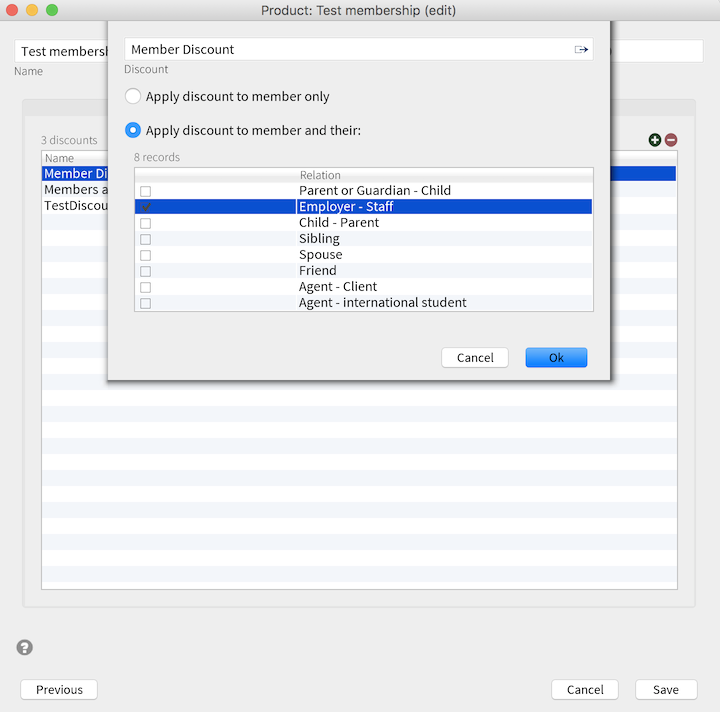 Product: Test membership (edit)
Member Discount
Discount
Test membersh
Name
Apply discount to member only
Apply discount to member and their:
8 records
Relation
Parent or Guardian - Child
Employer - Staff
Child - Parent
Sibling
Spouse
Friend
Agent - Client
Agent - international student
Cancel
Ok
3 discounts
Name
Member Di
Members a
TestDiscou
?
Previous
Cancel
Save